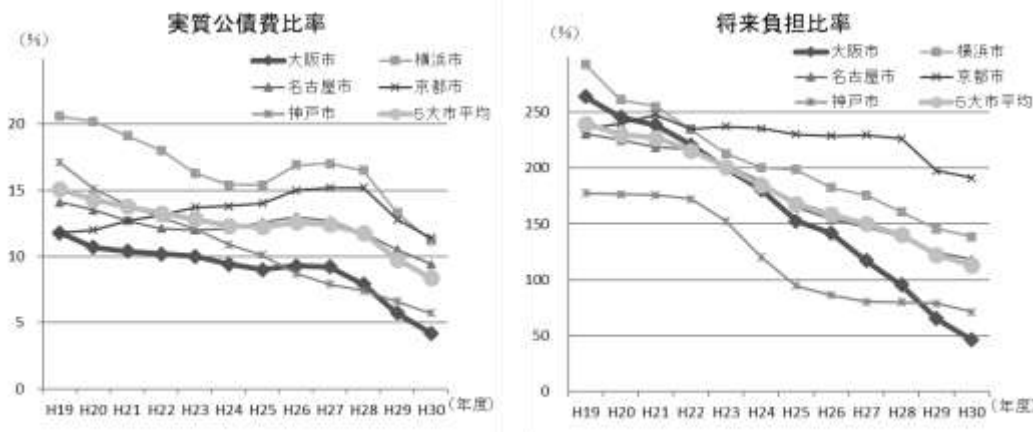 実質公債費比率
(%)
大阪市 横浜市
名古屋市 京都市
神戸市 5大市平均
20
15
10
5
0
H19 H20 H21 H22 H23 H24 H25 H26 H27 H28 H29 H30 (年度)
将来負担比率
(%)
大阪市 横浜市
名古屋市 京都市
神戸市 5大市平均
250
200
150
100
50
0
H19 H20 H21 H22 H23 H24 H25 H26 H27 H28 H29 H30 (年度)